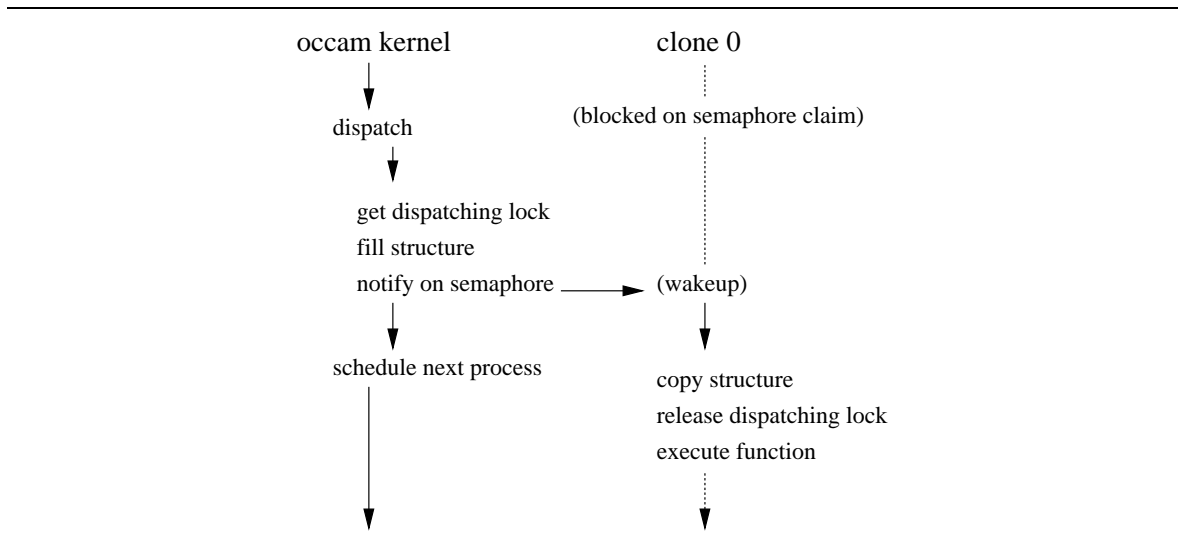 occam kernel
clone 0
dispatch
(blocked on semaphore claim)
get dispatching lock
fill structure
notify on semaphore
(wakeup)
schedule next process
copy structure
release dispatching lock
execute function